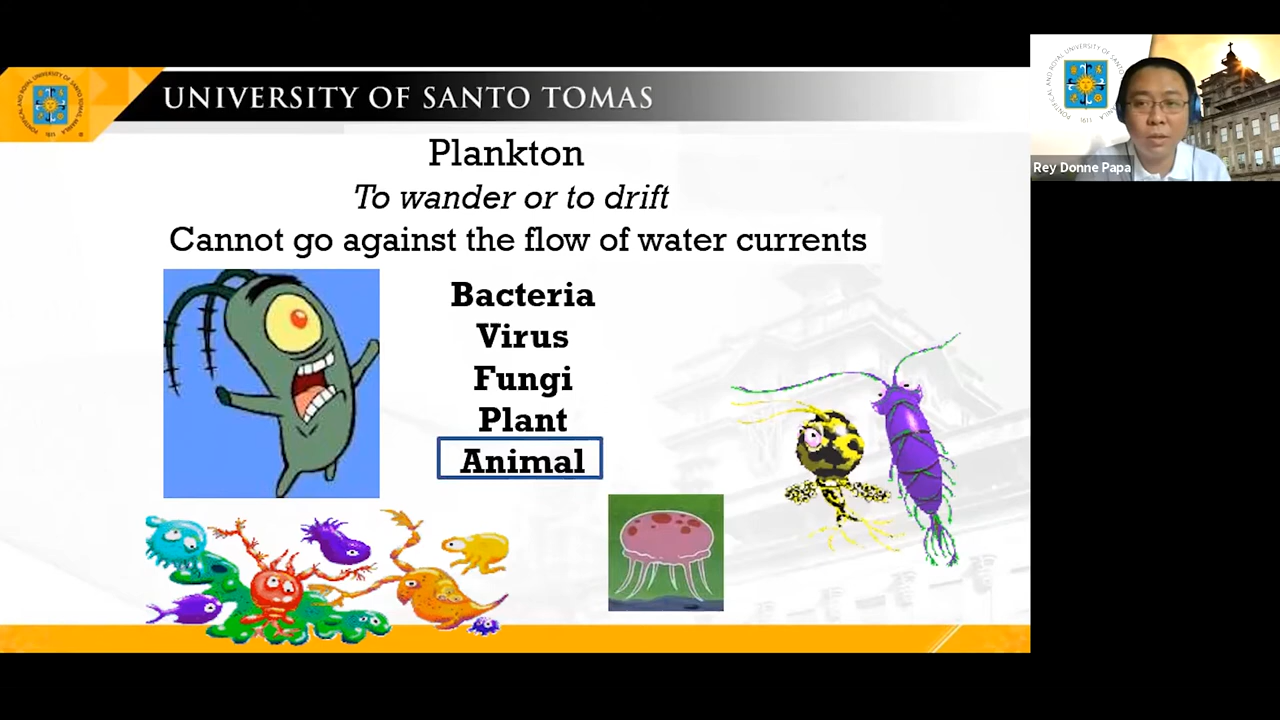 UNIVERSITY OF SANTO TOMAS
Plankton
To wander or to drift
Cannot go against the flow of water currents
Bacteria
Virus
Fungi
Plant
Animal
Rey Donne Papa